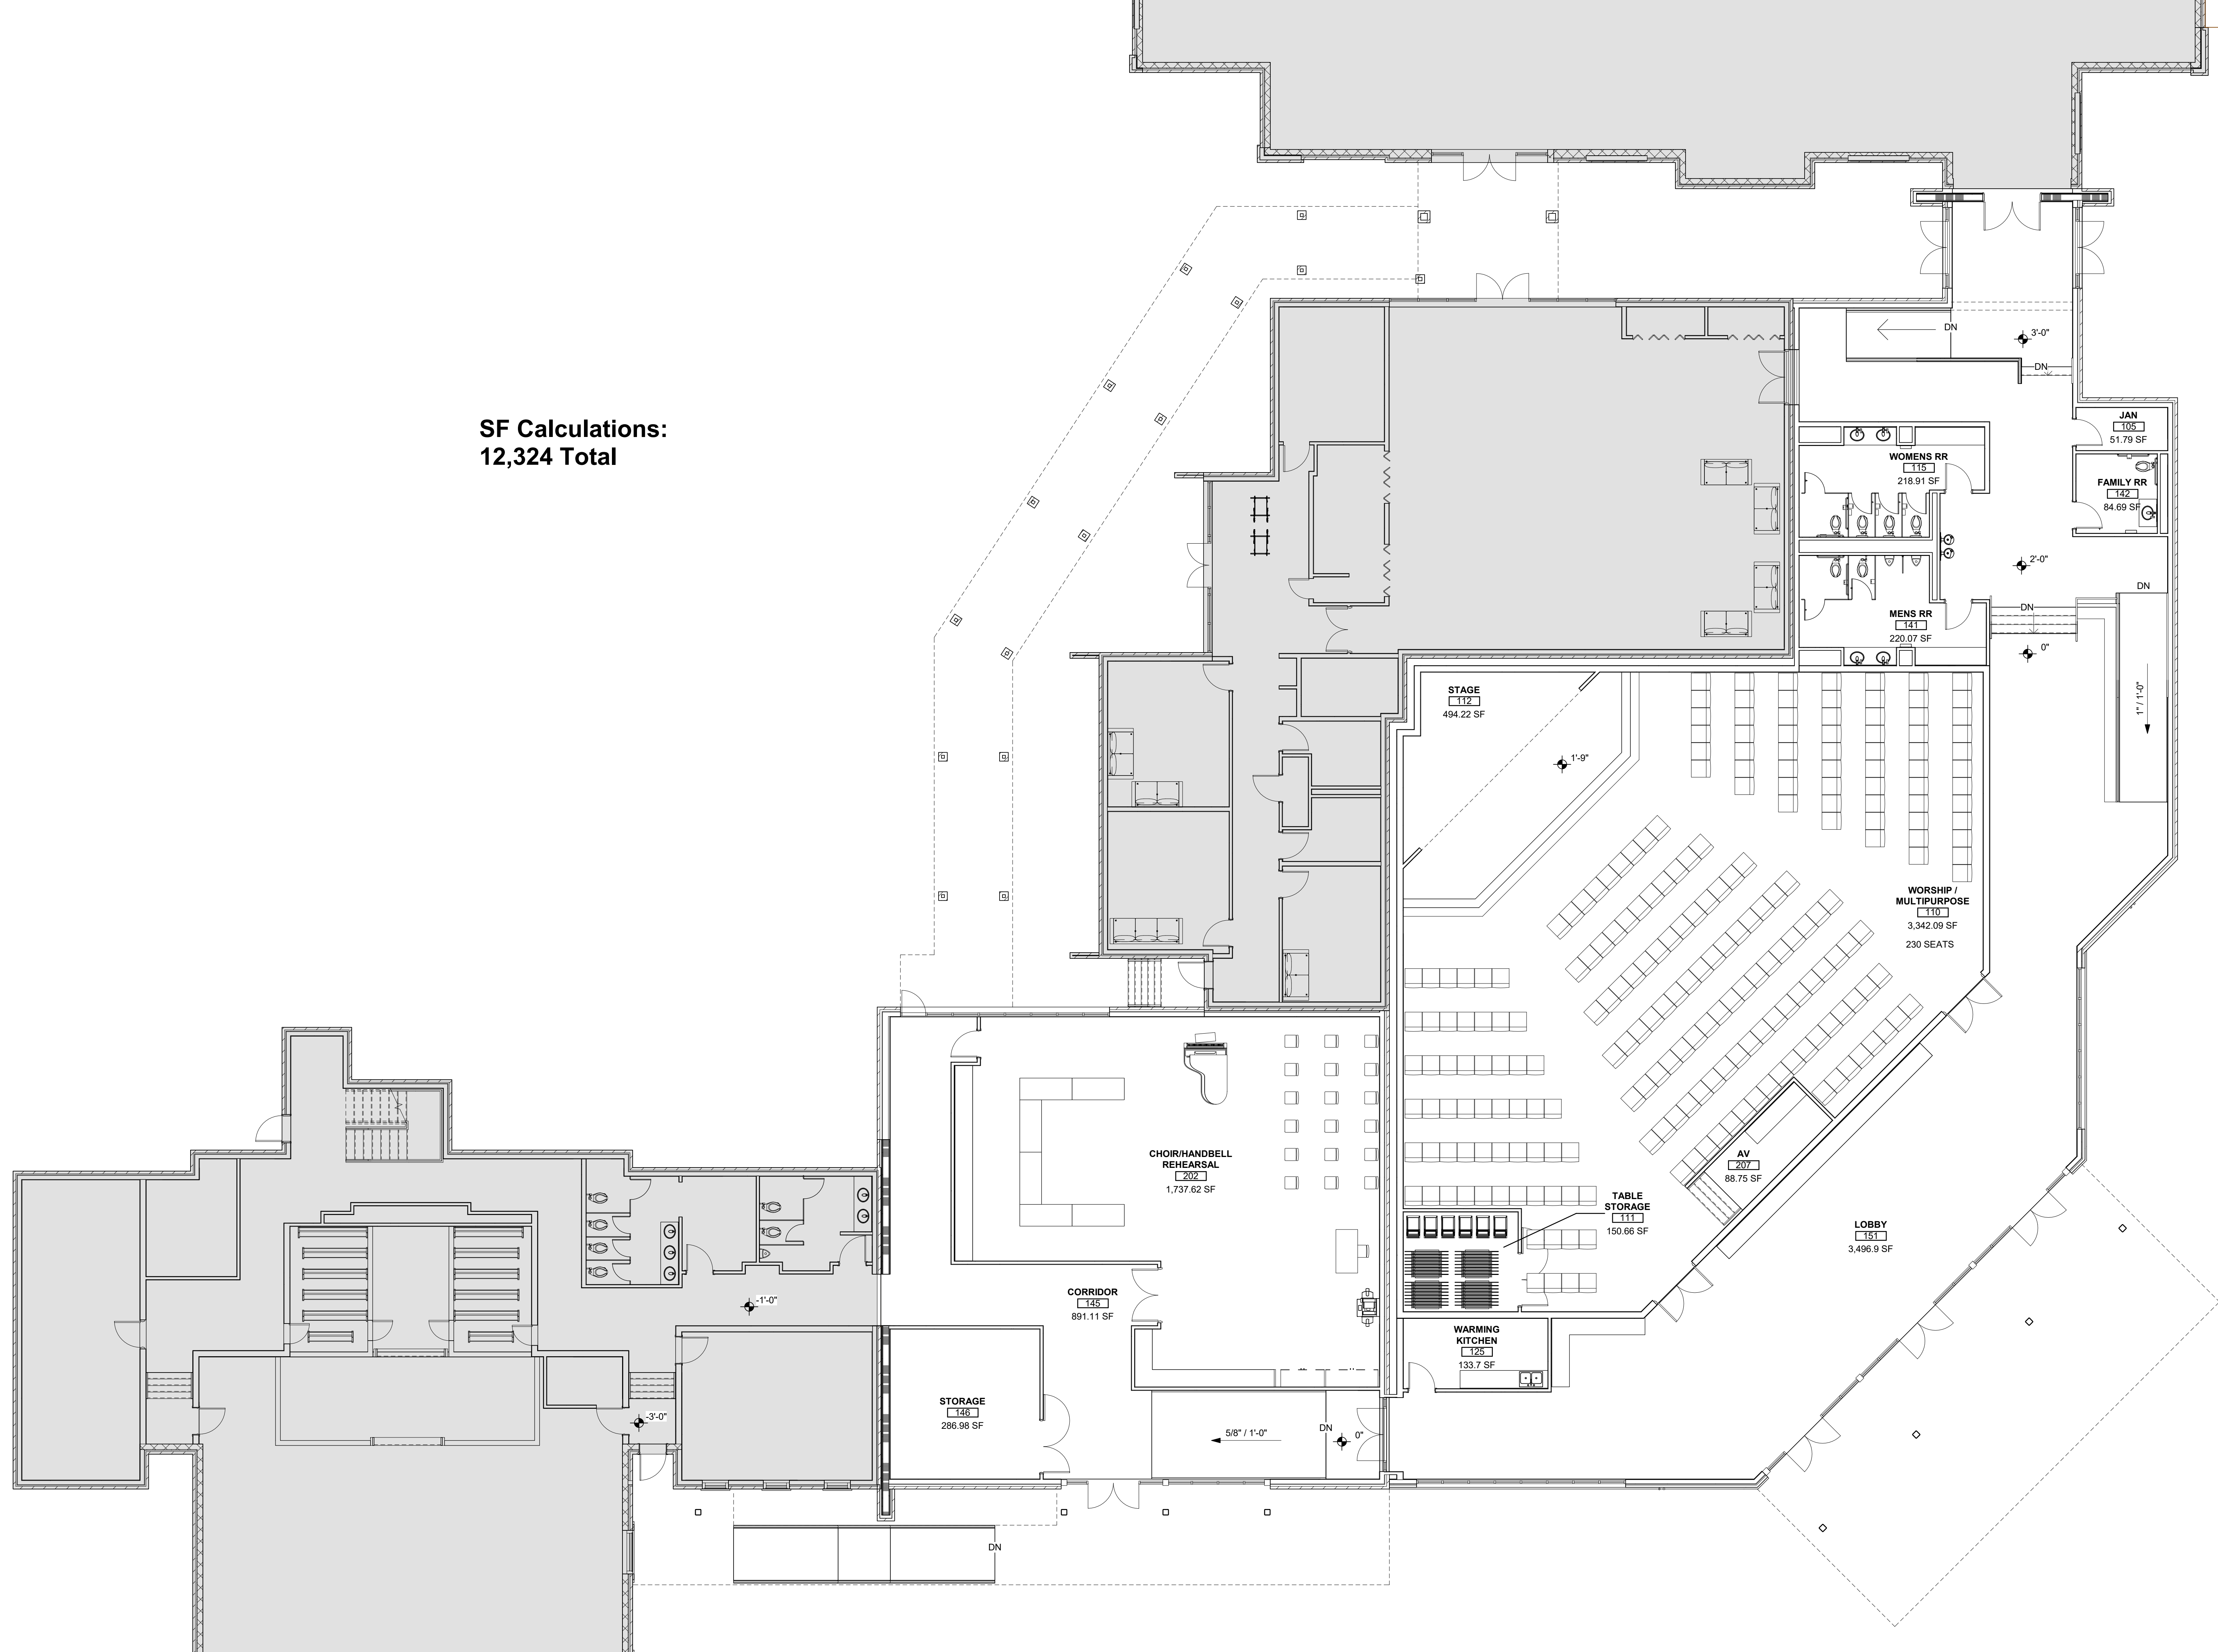 SF Calculations:
12,324 Total
DN
3'-0"
DN
JAN
105
51.79 SF
WOMENS RR
115
218.91 SF
FAMILY RR
142
84.69 SF
2'-0"
DN
DN
MENS RR
141
220.07 SF
0"
1" / 1'-0"
STAGE
112
494.22 SF
1'-9"
WORSHIP /
MULTIPURPOSE
110
3,342.09 SF
230 SEATS
CHOIR/HANDBELL
REHEARSAL
202
1,737.62 SF
AV
207
88.75 SF
TABLE
STORAGE
111
150.66 SF
LOBBY
151
3,496.9 SF
-1'-0"
CORRIDOR
145
891.11 SF
WARMING
KITCHEN
125
133.7 SF
STORAGE
146
286.98 SF
-3'-0"
5/8" / 1'-0"
DN
0"
DN